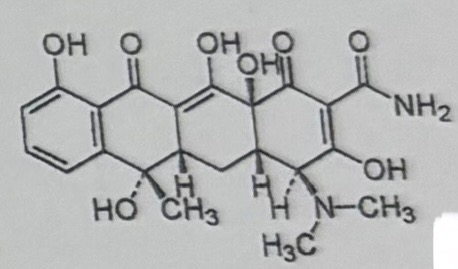 OH O OH OH O O
NH₂
OH
H H H
HO CH₃ N CH₃
H₃C